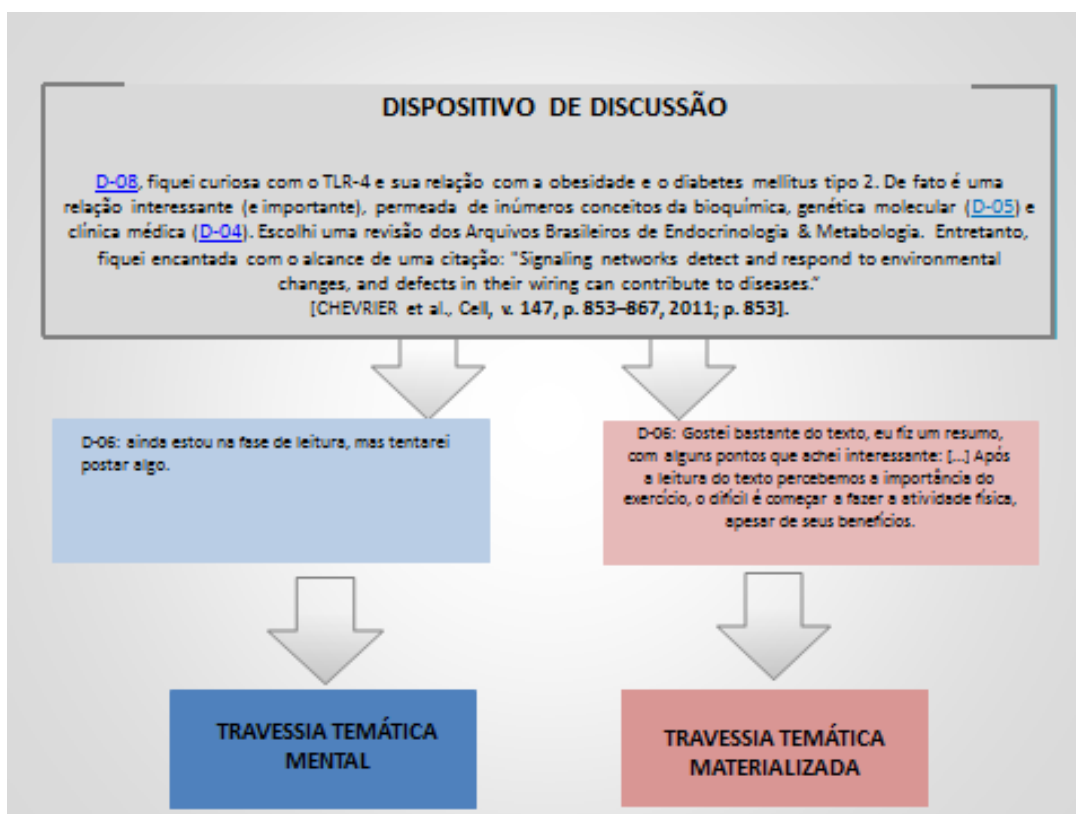 DISPOSITIVO DE DISCUSSÃO
D-08, fiquei curiosa com o TLR-4 e sua relação com a obesidade e o diabetes mellitus tipo 2. De fato é uma
relação interessante (e importante), permeada de inúmeros conceitos da bioquímica, genética molecular (D-05) e
clínica médica (D-04). Escolhi uma revisão dos Arquivos Brasileiros de Endocrinologia & Metabologia. Entretanto,
fiquei encantada com o alcance de uma citação: "Signaling networks detect and respond to environmental
changes, and defects in their wiring can contribute to diseases.”
[CHEVRIER et al., Cell, v. 147, p. 853–867, 2011; p. 853].
D-06: ainda estou na fase de leitura, mas tentarei
postar algo.
D-06: Gostei bastante do texto, eu fiz um resumo,
com alguns pontos que achei interessante: [...] Após
a leitura do texto percebemos a importância do
exercício, o difícil é começar a fazer a atividade física,
apesar de seus benefícios.
TRAVESSIA TEMÁTICA
MENTAL
TRAVESSIA TEMÁTICA
MATERIALIZADA